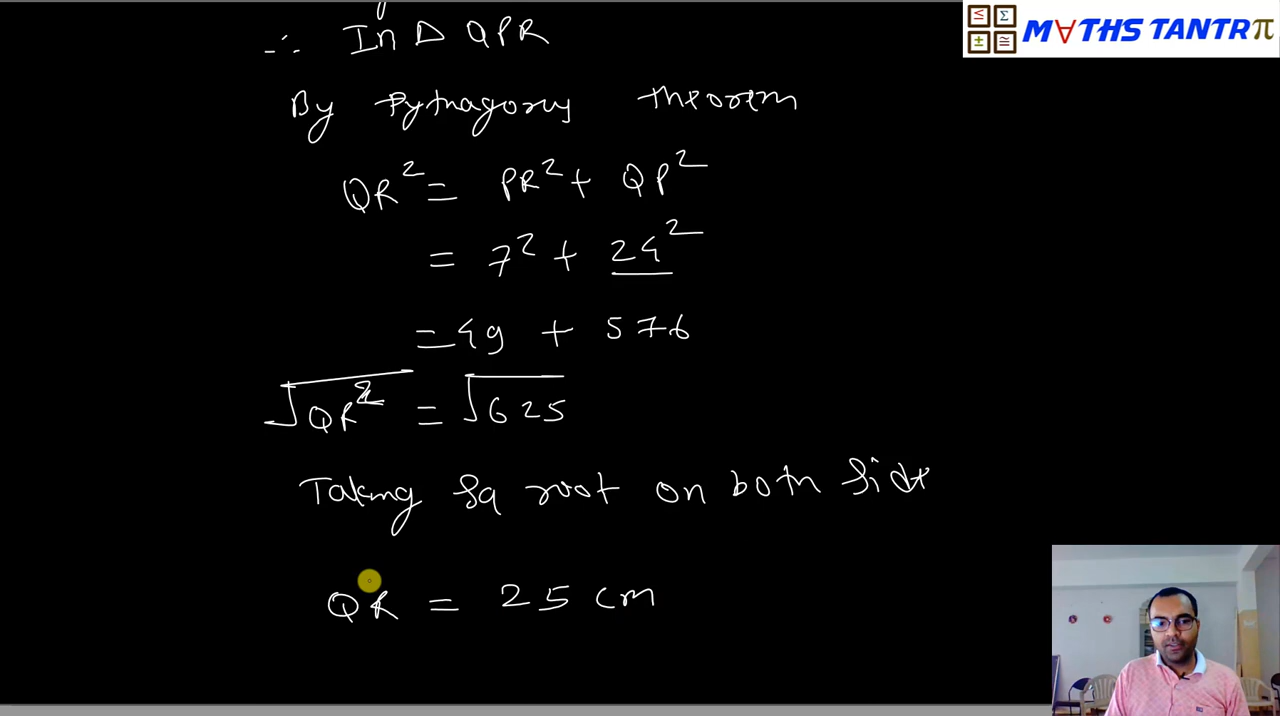 ∴ In Δ QPR
MATHS TANTRπ
By Pythagorus theorem
QR² = PR² + QP²
= 7² + 24²
= 49 + 576
√QR² = √625
Taking sq root on both side
QR = 25 cm